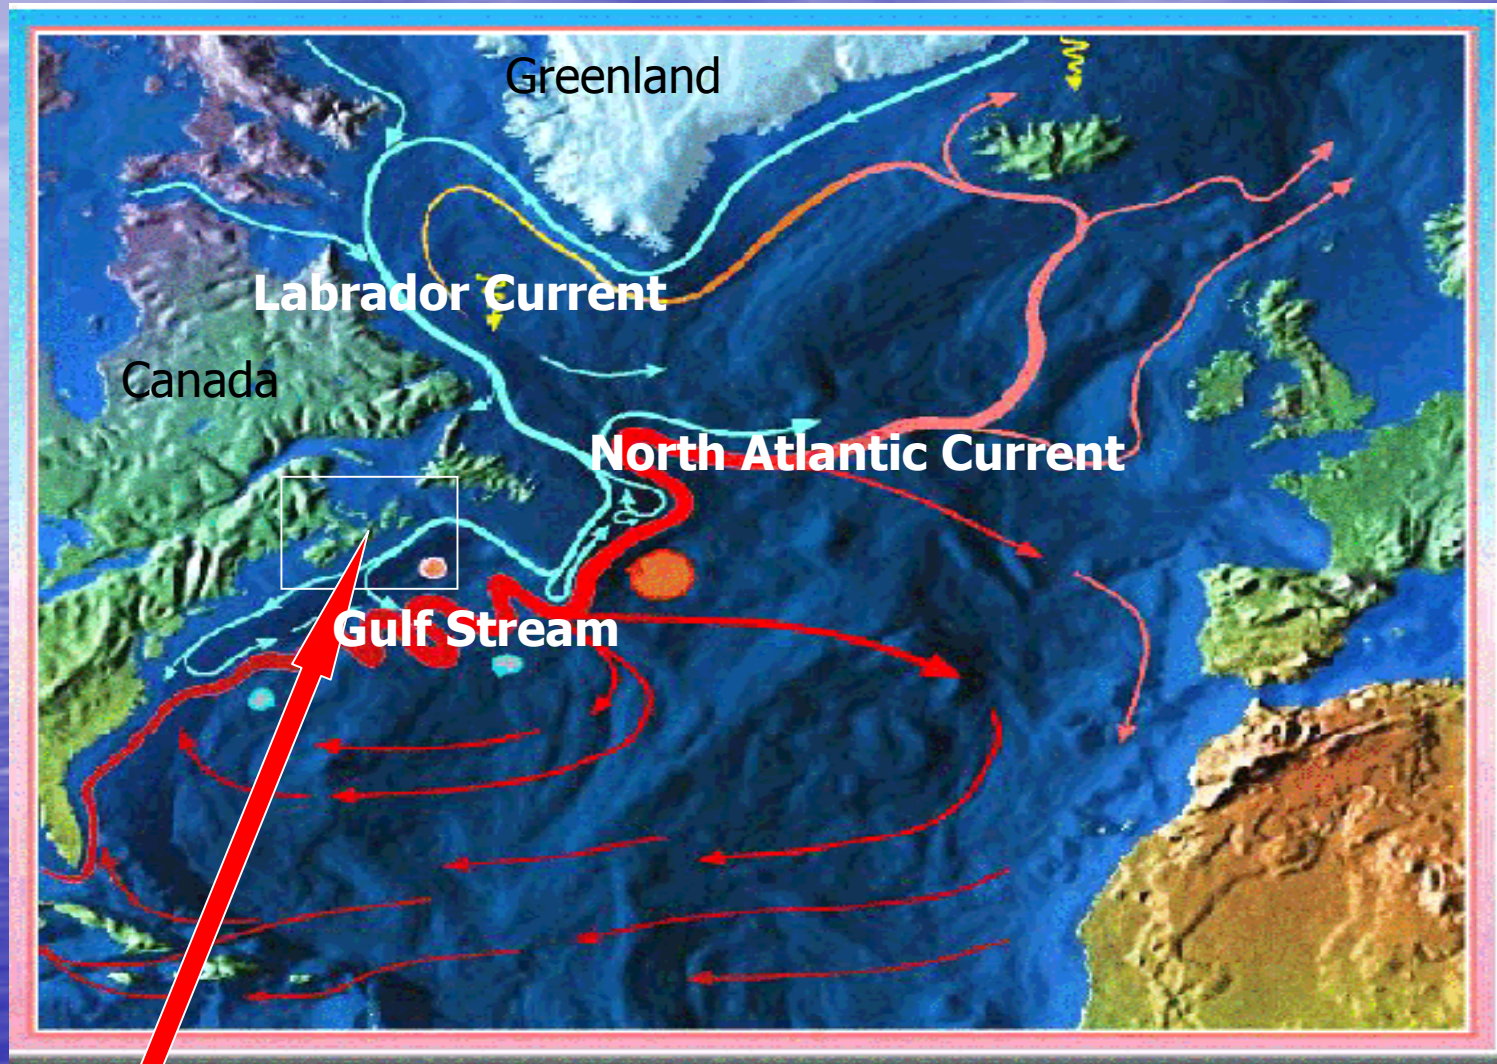 Greenland
Labrador Current
Canada
North Atlantic Current
Gulf Stream